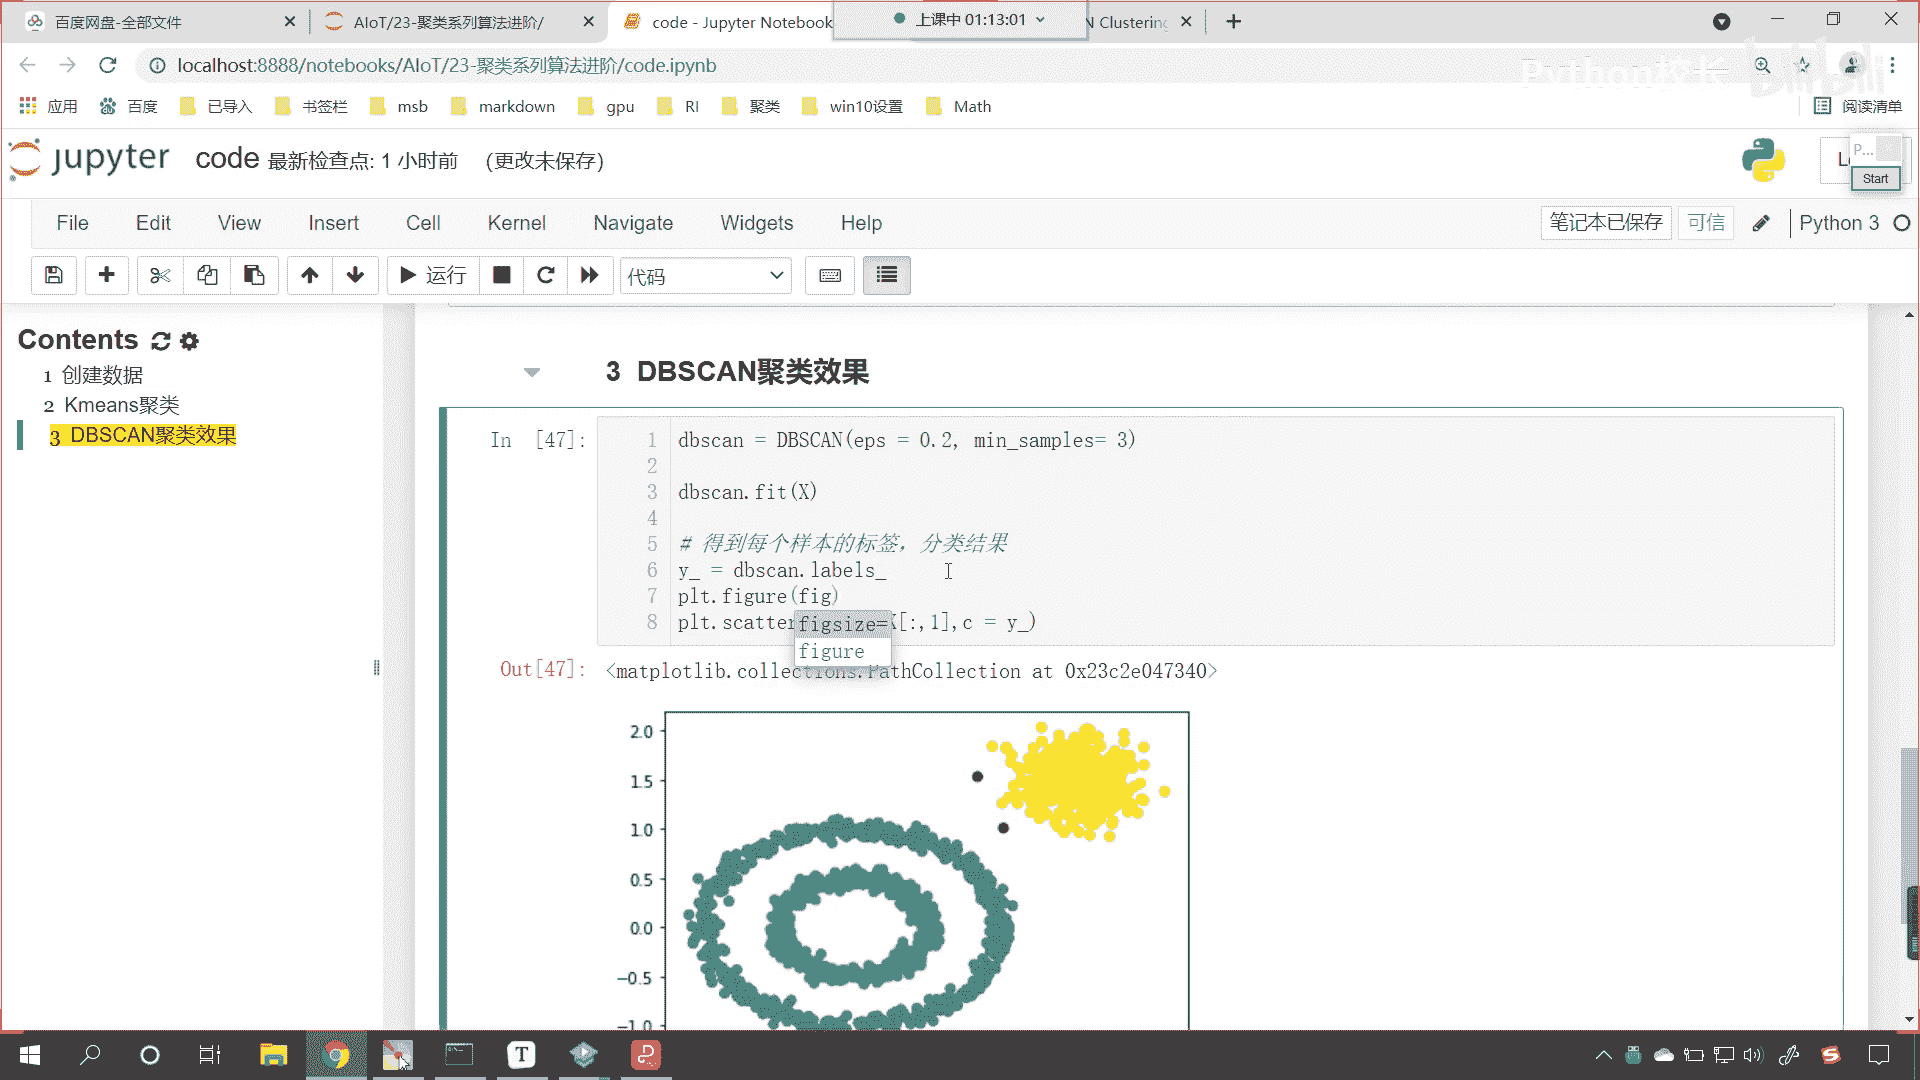 百度网盘-全部文件
AIoT/23-聚类系列算法进阶/
code - Jupyter Notebook
上课中 01:13:01
N Clustering
localhost:8888/notebooks/AIoT/23-聚类系列算法进阶/code.ipynb
Python校长
bilibili
应用
百度
已导入
书签栏
msb
markdown
gpu
RI
聚类
win10设置
Math
阅读清单
jupyter
code 最新检查点: 1 小时前 (更改未保存)
P...
Start
File
Edit
View
Insert
Cell
Kernel
Navigate
Widgets
Help
笔记本已保存
可信
Python 3
运行
代码
Contents
1 创建数据
2 Kmeans聚类
3 DBSCAN聚类效果
3 DBSCAN聚类效果
In [47]:
1 dbscan = DBSCAN(eps = 0.2, min_samples= 3)
2
3 dbscan.fit(X)
4
5 # 得到每个样本的标签，分类结果
6 y_ = dbscan.labels_
7 plt.figure(fig)
8 plt.scatter [:,1],c = y_)
figsize=
figure
Out[47]: <matplotlib.collections.PathCollection at 0x23c2e047340>
2.0
1.5
1.0
0.5
0.0
−0.5
−1.0